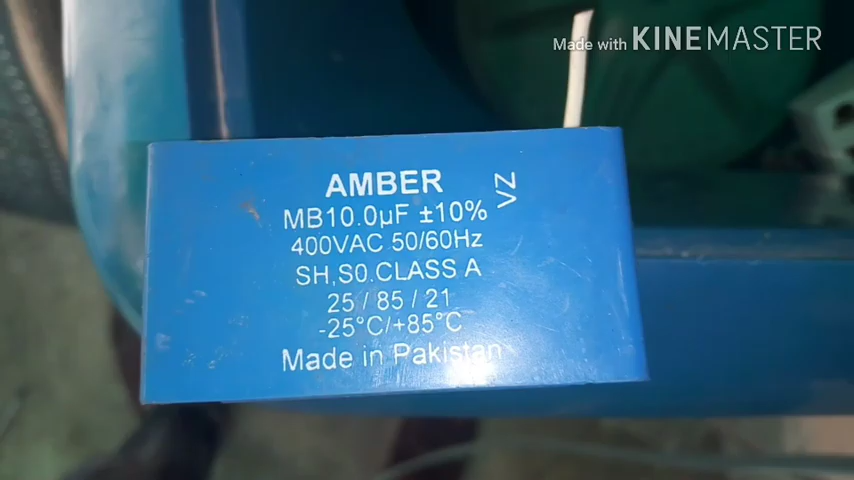 Made with KINEMASTER
AMBER
VZ
MB10.0µF ±10%
400VAC 50/60Hz
SH,S0.CLASS A
25 / 85 / 21
-25°C/+85°C
Made in Pakistan